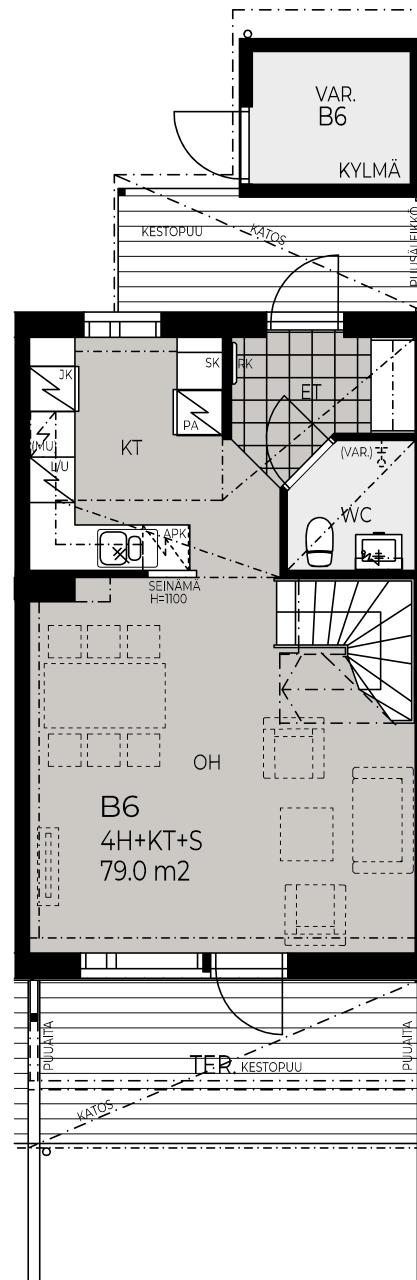 VAR.
B6
KYLMÄ
KESTOPUU
KATOS
PUUSÄLEIKKÖ
JK
SK
RK
ET
PA
(MU)
KT
L/U
(VAR.)
WC
APK
SEINÄMÄ
H=1100
OH
B6
4H+KT+S
79.0 m2
PUUAITA
TER. KESTOPUU
PUUAITA
KATOS